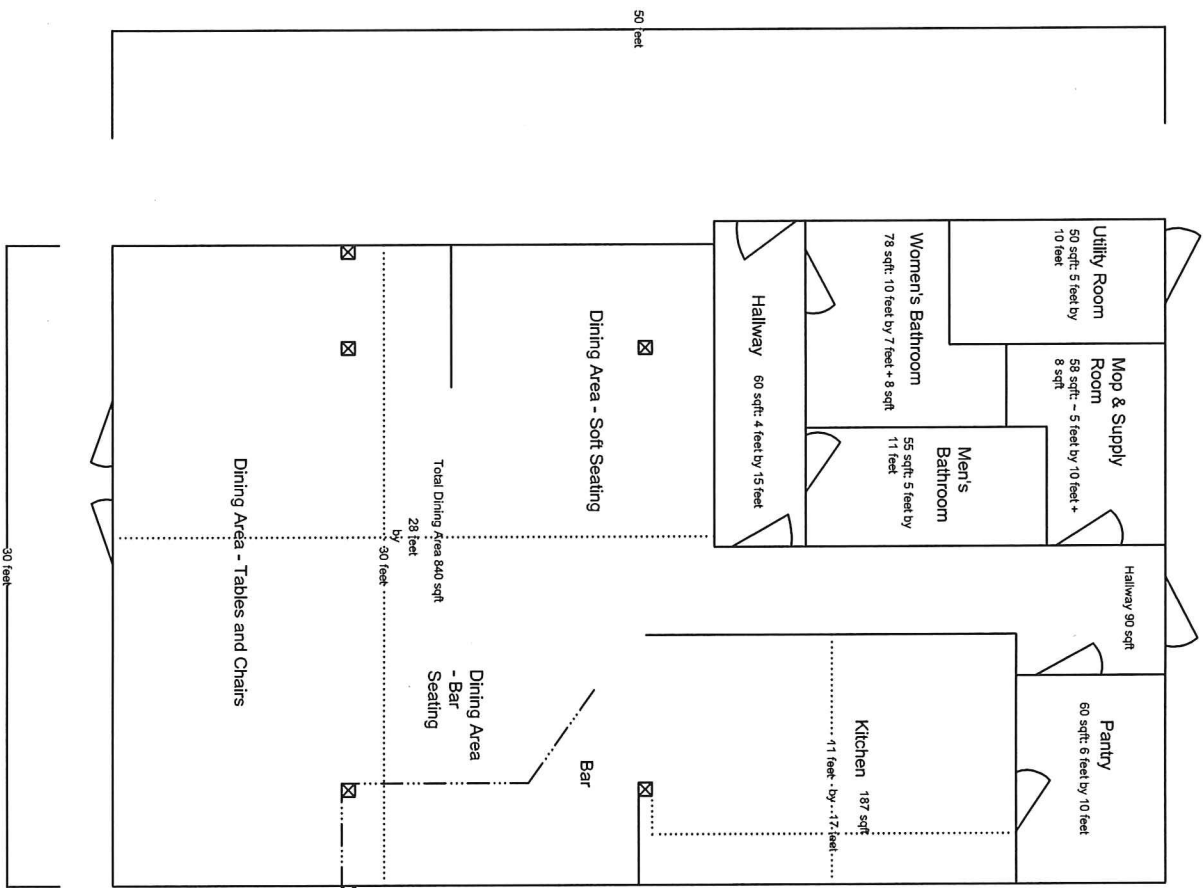 50 feet
Utility Room
50 sqft: 5 feet by
10 feet
Mop & Supply
Room
58 sqft: ~ 5 feet by 10 feet +
8 sqft
Women's Bathroom
78 sqft: 10 feet by 7 feet + 8 sqft
Men's
Bathroom
55 sqft: 5 feet by
11 feet
Hallway 60 sqft: 4 feet by 15 feet
Hallway 90 sqft
Pantry
60 sqft: 6 feet by 10 feet
Kitchen 187 sqft
11 feet by 17 feet
Dining Area - Soft Seating
Bar
Dining Area
- Bar
Seating
Total Dining Area 840 sqft
28 feet
by
30 feet
Dining Area - Tables and Chairs
30 feet